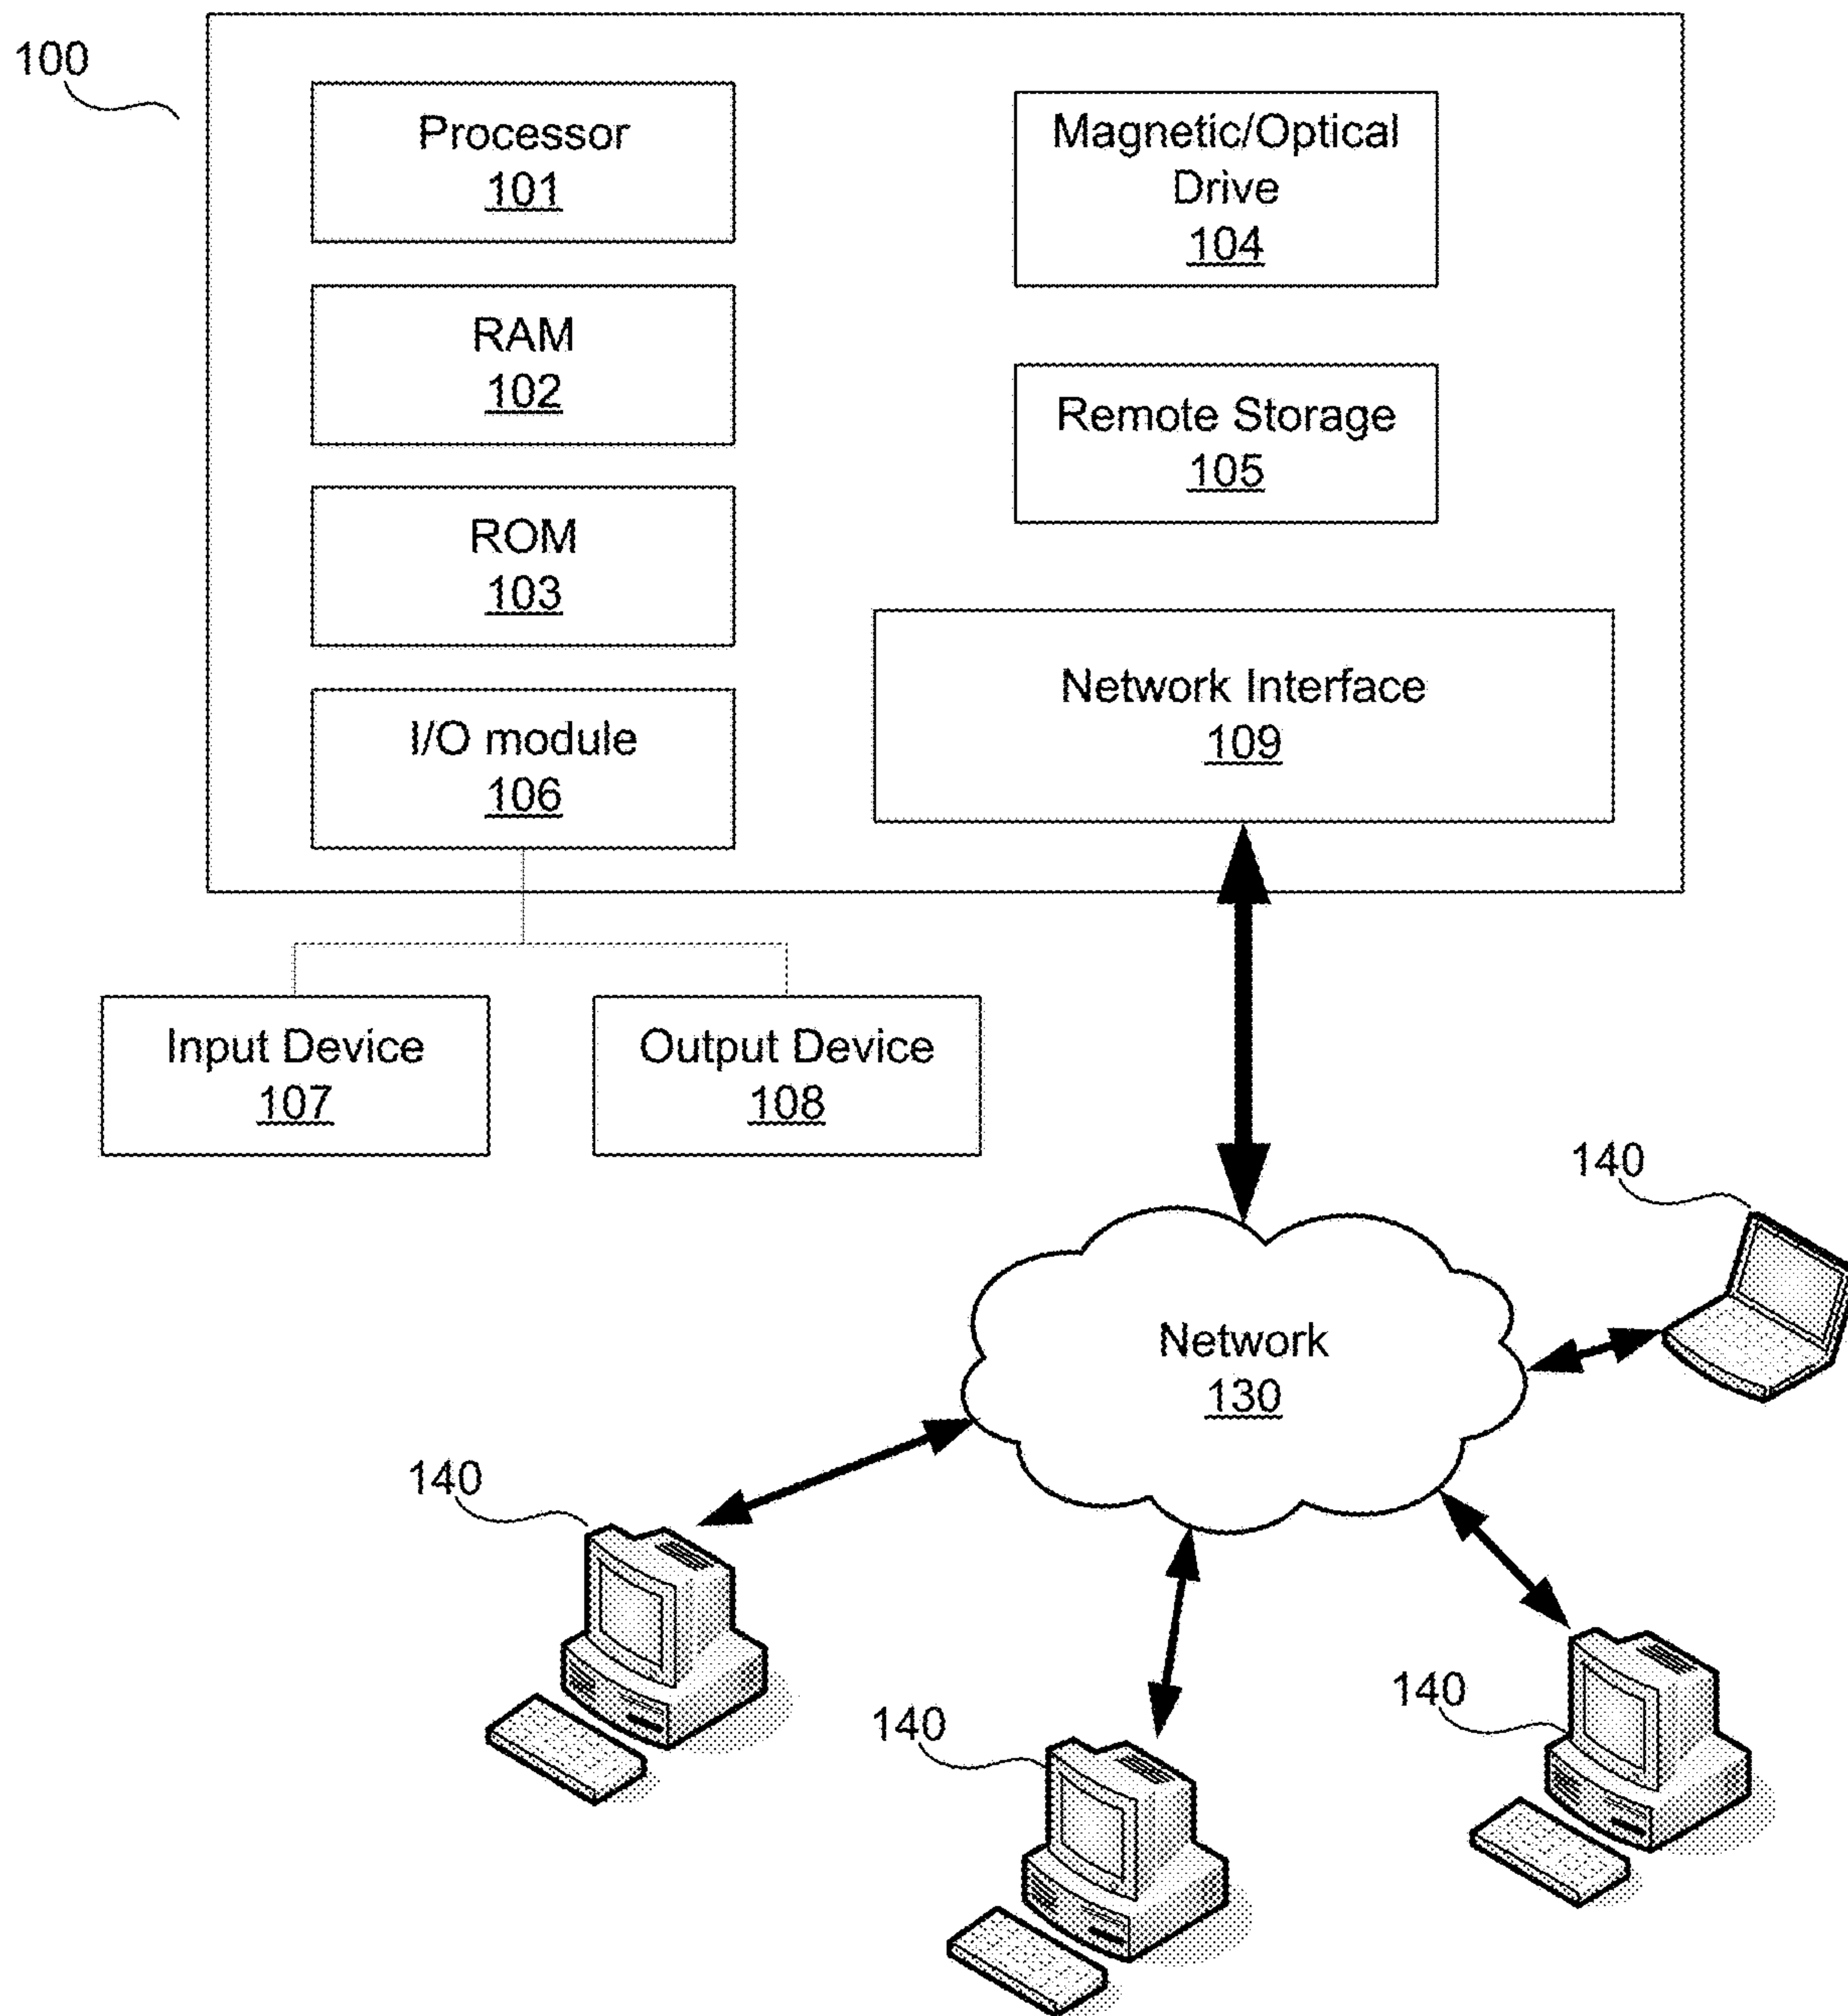 100
Processor
101
RAM
102
ROM
103
I/O module
106
Magnetic/Optical
Drive
104
Remote Storage
105
Network Interface
109
Input Device
107
Output Device
108
Network
130
140
140
140
140